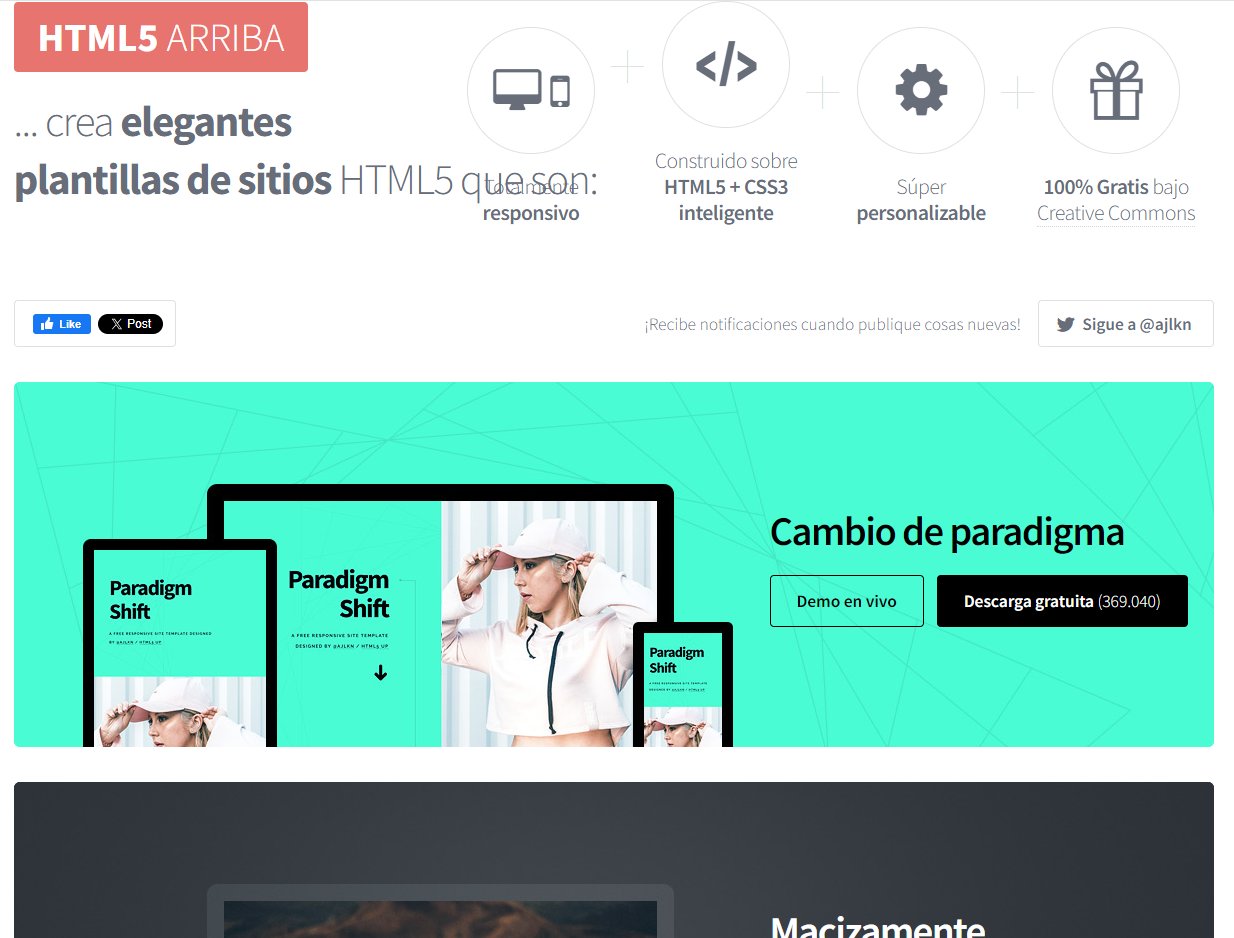 HTML5 ARRIBA
... crea elegantes
plantillas de sitios HTML5 que son:
Totalmente
responsivo
Construido sobre
HTML5 + CSS3
inteligente
Súper
personalizable
100% Gratis bajo
Creative Commons
Like
Post
¡Recibe notificaciones cuando publique cosas nuevas!
Sigue a @ajlkn
Paradigm
Shift
A FREE RESPONSIVE SITE TEMPLATE DESIGNED
BY @AJLKN / HTML5 UP
Paradigm
Shift
A FREE RESPONSIVE SITE TEMPLATE
DESIGNED BY @AJLKN / HTML5 UP
Paradigm
Shift
A FREE RESPONSIVE SITE TEMPLATE
DESIGNED BY @AJLKN / HTML5 UP
Cambio de paradigma
Demo en vivo
Descarga gratuita (369.040)
Macizamente